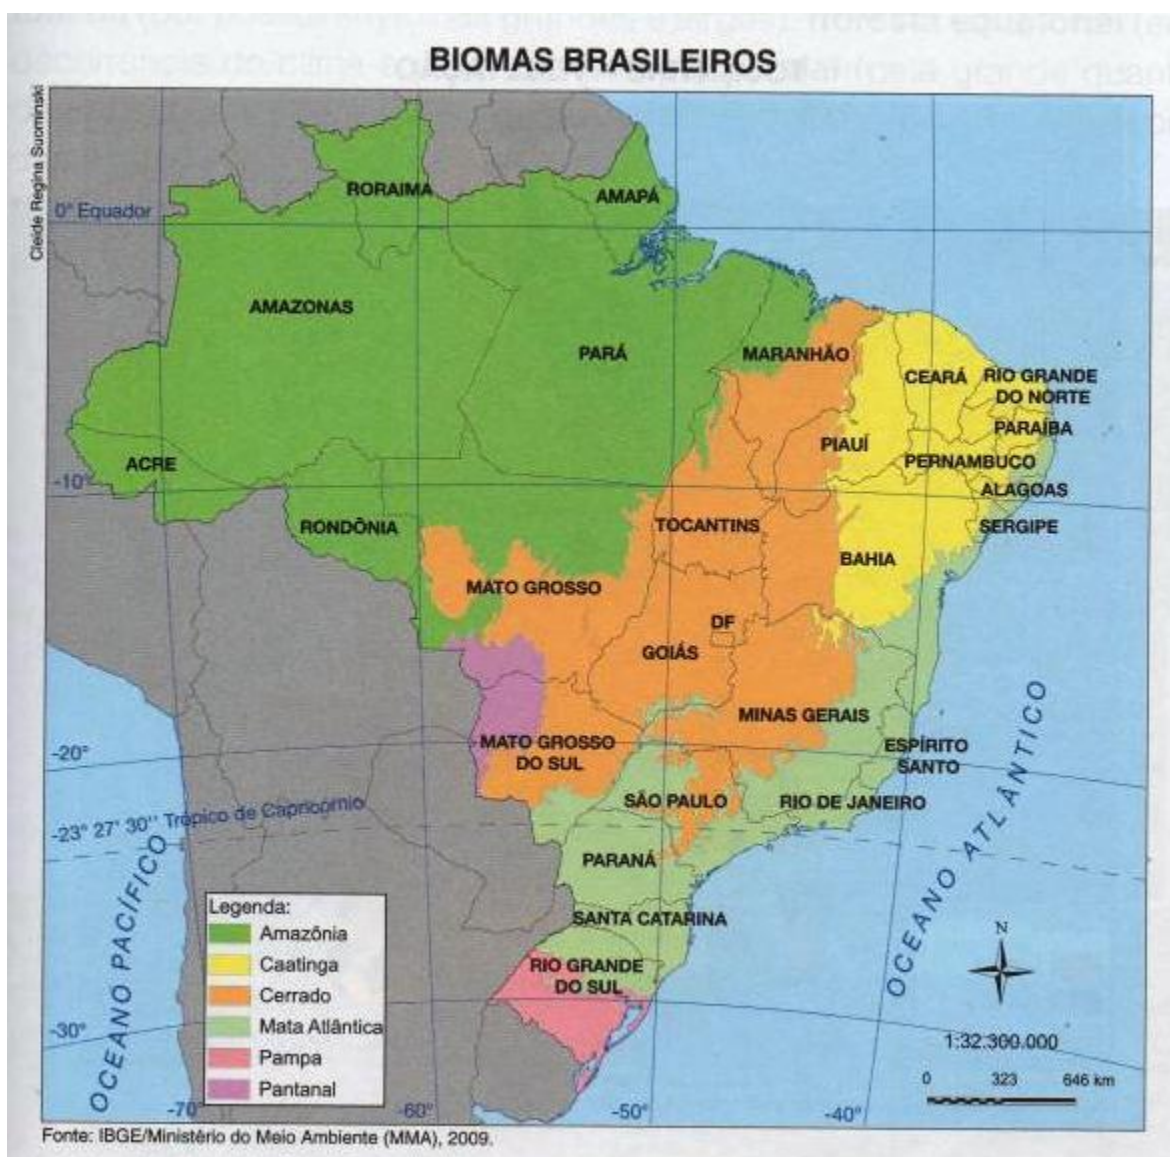 BIOMAS BRASILEIROS
Cleide Regina Suominski
RORAIMA
AMAPÁ
0° Equador
AMAZONAS
PARÁ
MARANHÃO
CEARÁ
RIO GRANDE
DO NORTE
PARAÍBA
PIAUÍ
PERNAMBUCO
ACRE
-10°
ALAGOAS
RONDÔNIA
TOCANTINS
SERGIPE
BAHIA
MATO GROSSO
DF
GOIÁS
MINAS GERAIS
-20°
MATO GROSSO
DO SUL
ESPÍRITO
SANTO
SÃO PAULO
RIO DE JANEIRO
-23° 27' 30'' Trópico de Capricórnio
PARANÁ
OCEANO PACÍFICO
OCEANO ATLÂNTICO
SANTA CATARINA
RIO GRANDE
DO SUL
Legenda:
Amazônia
Caatinga
Cerrado
Mata Atlântica
Pampa
Pantanal
N
-30°
1:32.300.000
0 323 646 km
-70°
-60°
-50°
-40°
Fonte: IBGE/Ministério do Meio Ambiente (MMA), 2009.